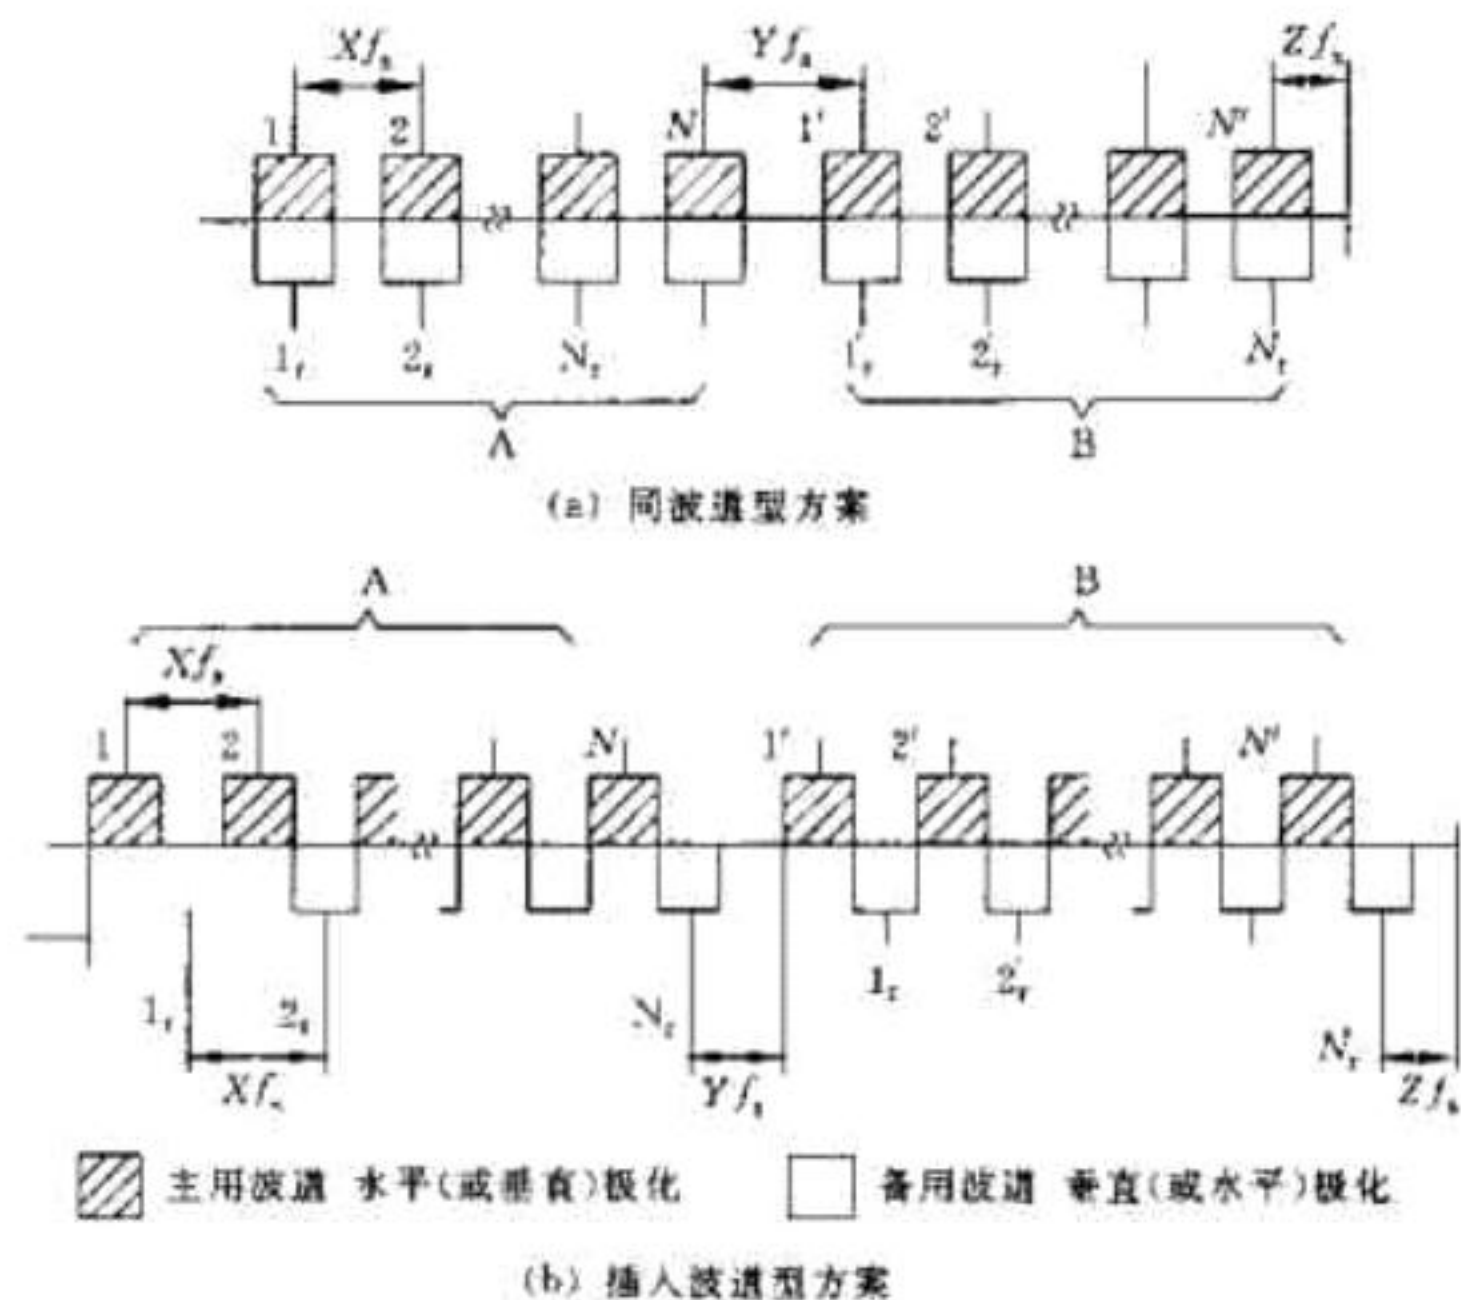 Xfₛ Yfₛ Zfₛ
1 2 N 1' 2' N'
1ᵣ 2ᵣ Nᵣ 1'ᵣ 2'ᵣ N'ᵣ
A B
(a) 同波道型方案
A B
Xfₛ
1 2 N 1' 2' N'
1ᵣ 2ᵣ Nᵣ 1ᵣ 2'ᵣ N'ᵣ
Xfₛ Yfₛ Zfₛ
主用波道 水平(或垂直)极化 备用波道 垂直(或水平)极化
(b) 插入波道型方案